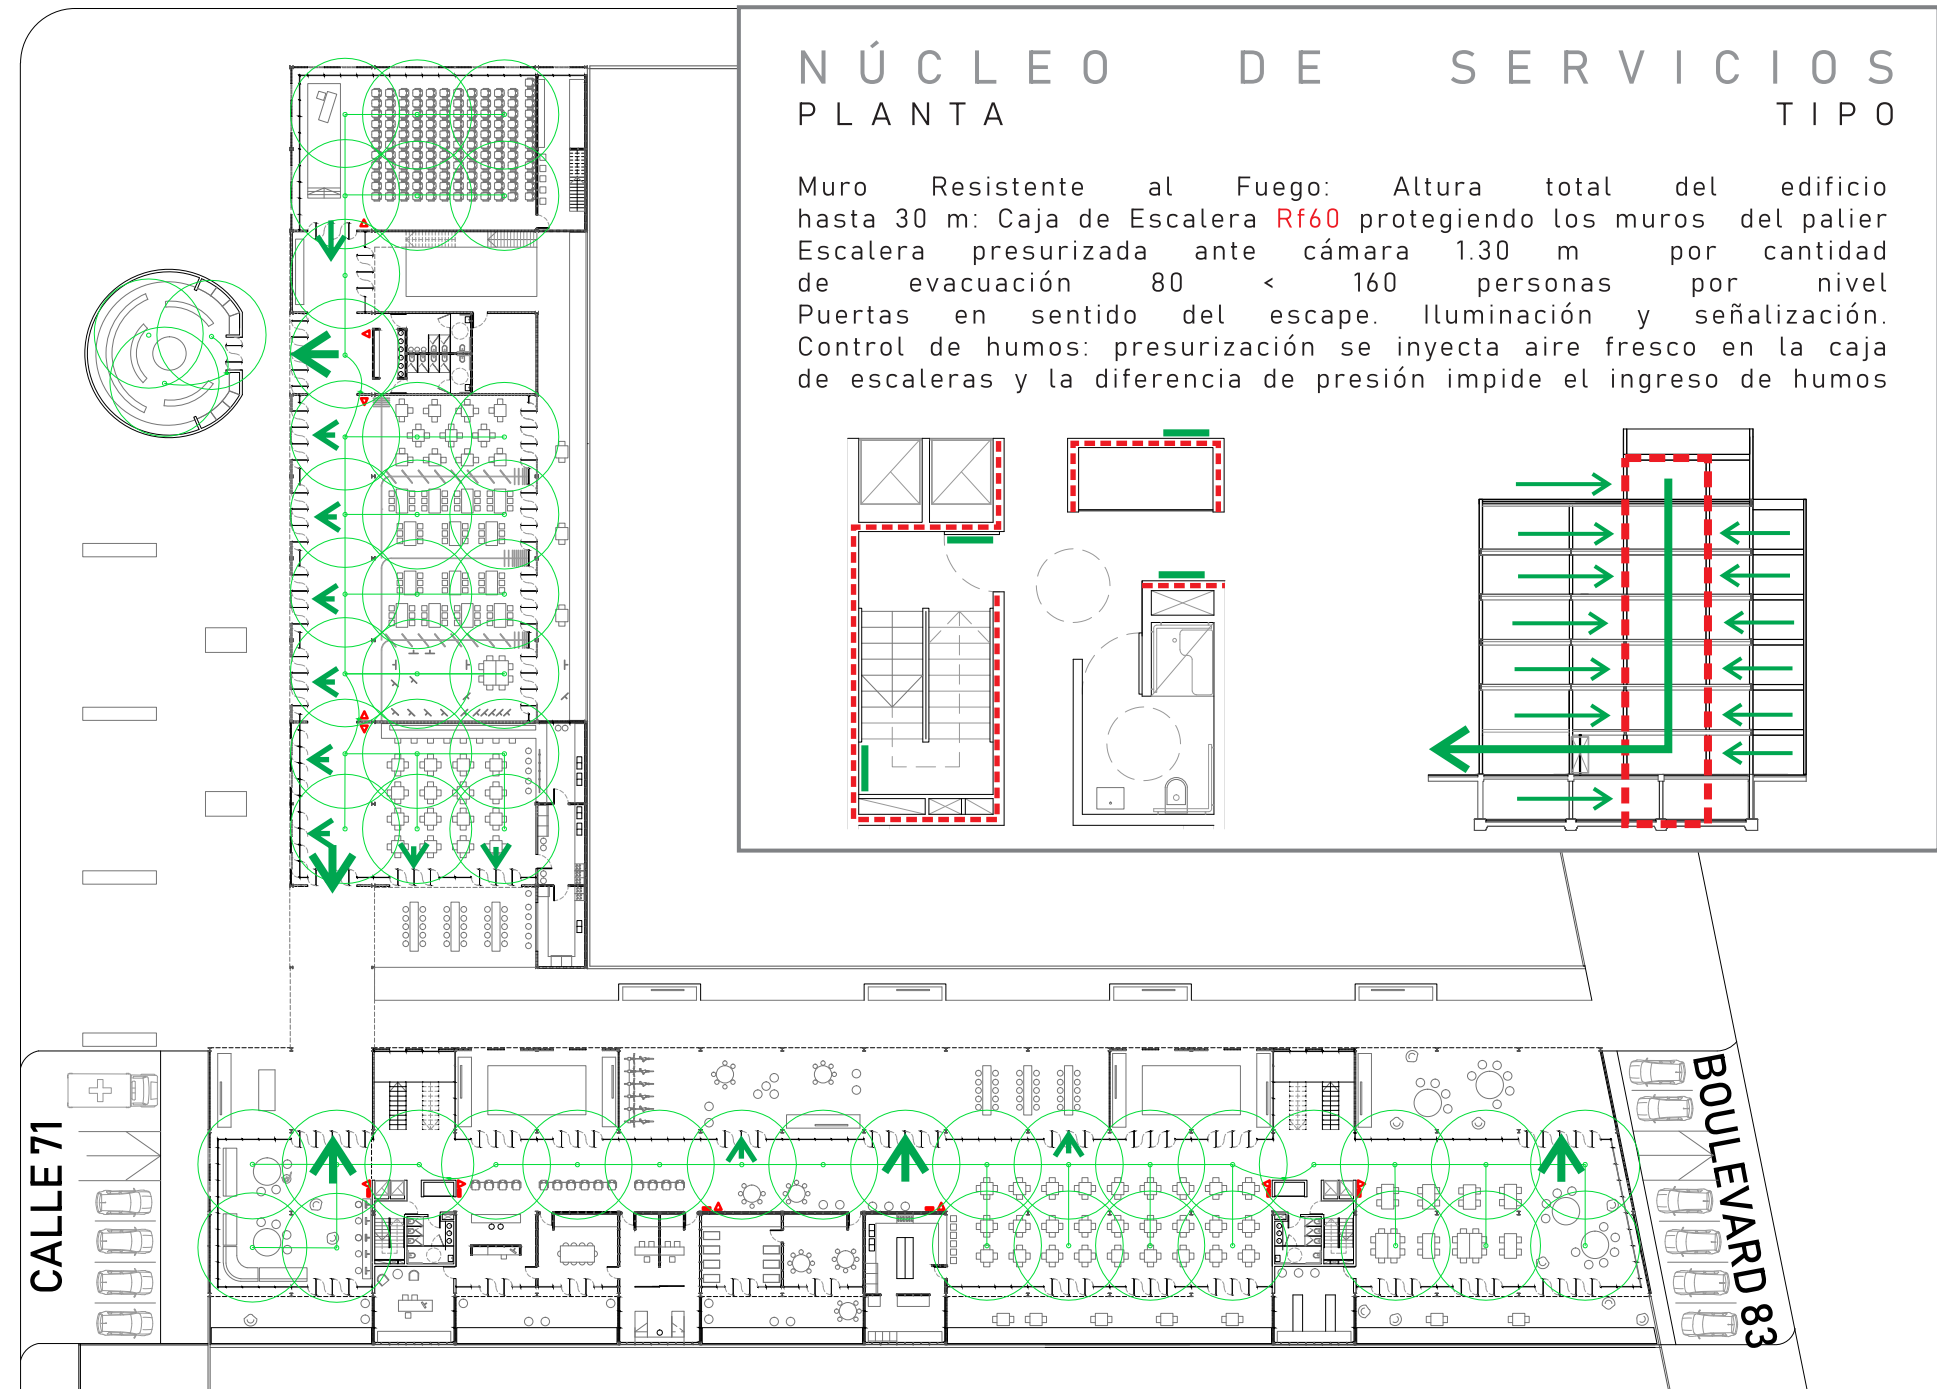 NÚCLEO DE SERVICIOS
PLANTA TIPO
Muro Resistente al Fuego: Altura total del edificio
hasta 30 m: Caja de Escalera Rf60 protegiendo los muros del palier
Escalera presurizada ante cámara 1.30 m por cantidad
de evacuación 80 < 160 personas por nivel
Puertas en sentido del escape. Iluminación y señalización.
Control de humos: presurización se inyecta aire fresco en la caja
de escaleras y la diferencia de presión impide el ingreso de humos
CALLE 71
BOULEVARD 83